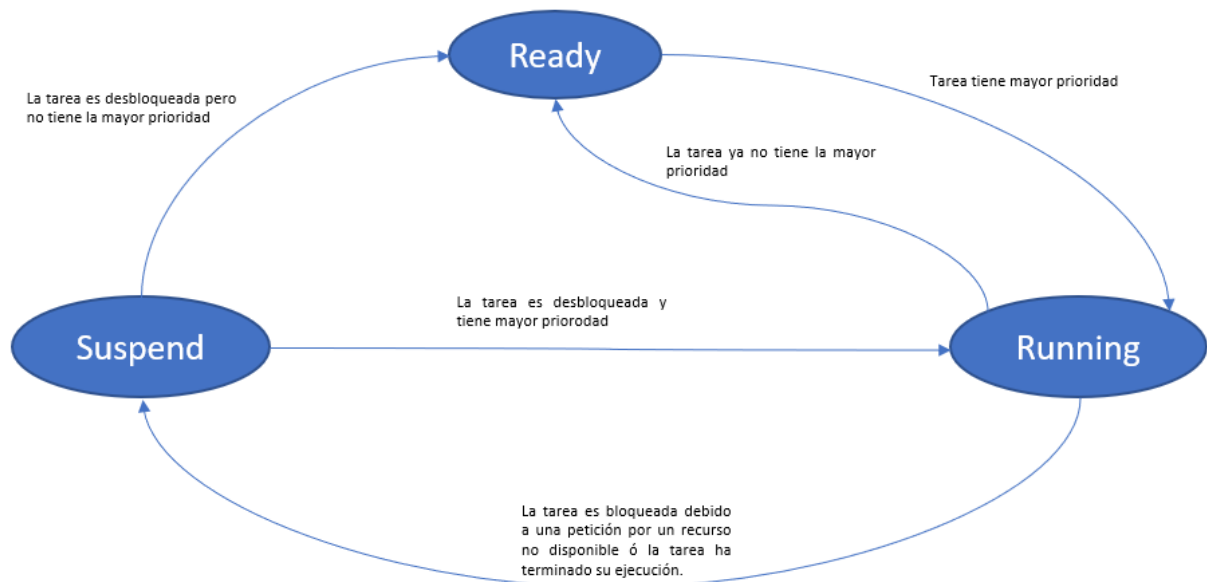 Ready
La tarea es desbloqueada pero
no tiene la mayor prioridad
Tarea tiene mayor prioridad
La tarea ya no tiene la mayor
prioridad
La tarea es desbloqueada y
tiene mayor priorodad
Suspend
Running
La tarea es bloqueada debido
a una petición por un recurso
no disponible ó la tarea ha
terminado su ejecución.